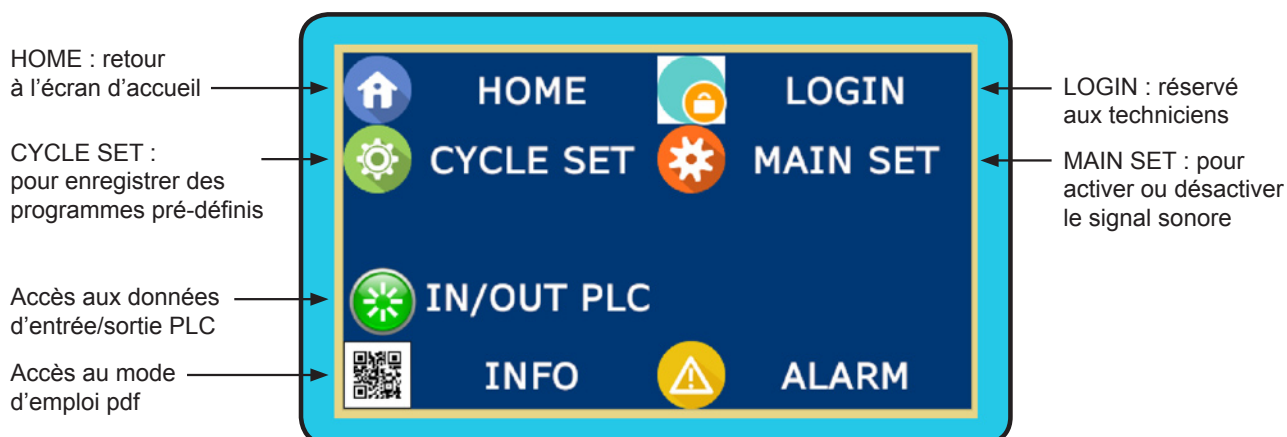 HOME : retour
à l’écran d’accueil
CYCLE SET :
pour enregistrer des
programmes pré-définis
Accès aux données
d’entrée/sortie PLC
Accès au mode
d’emploi pdf
HOME
LOGIN
CYCLE SET
MAIN SET
IN/OUT PLC
INFO
ALARM
LOGIN : réservé
aux techniciens
MAIN SET : pour
activer ou désactiver
le signal sonore